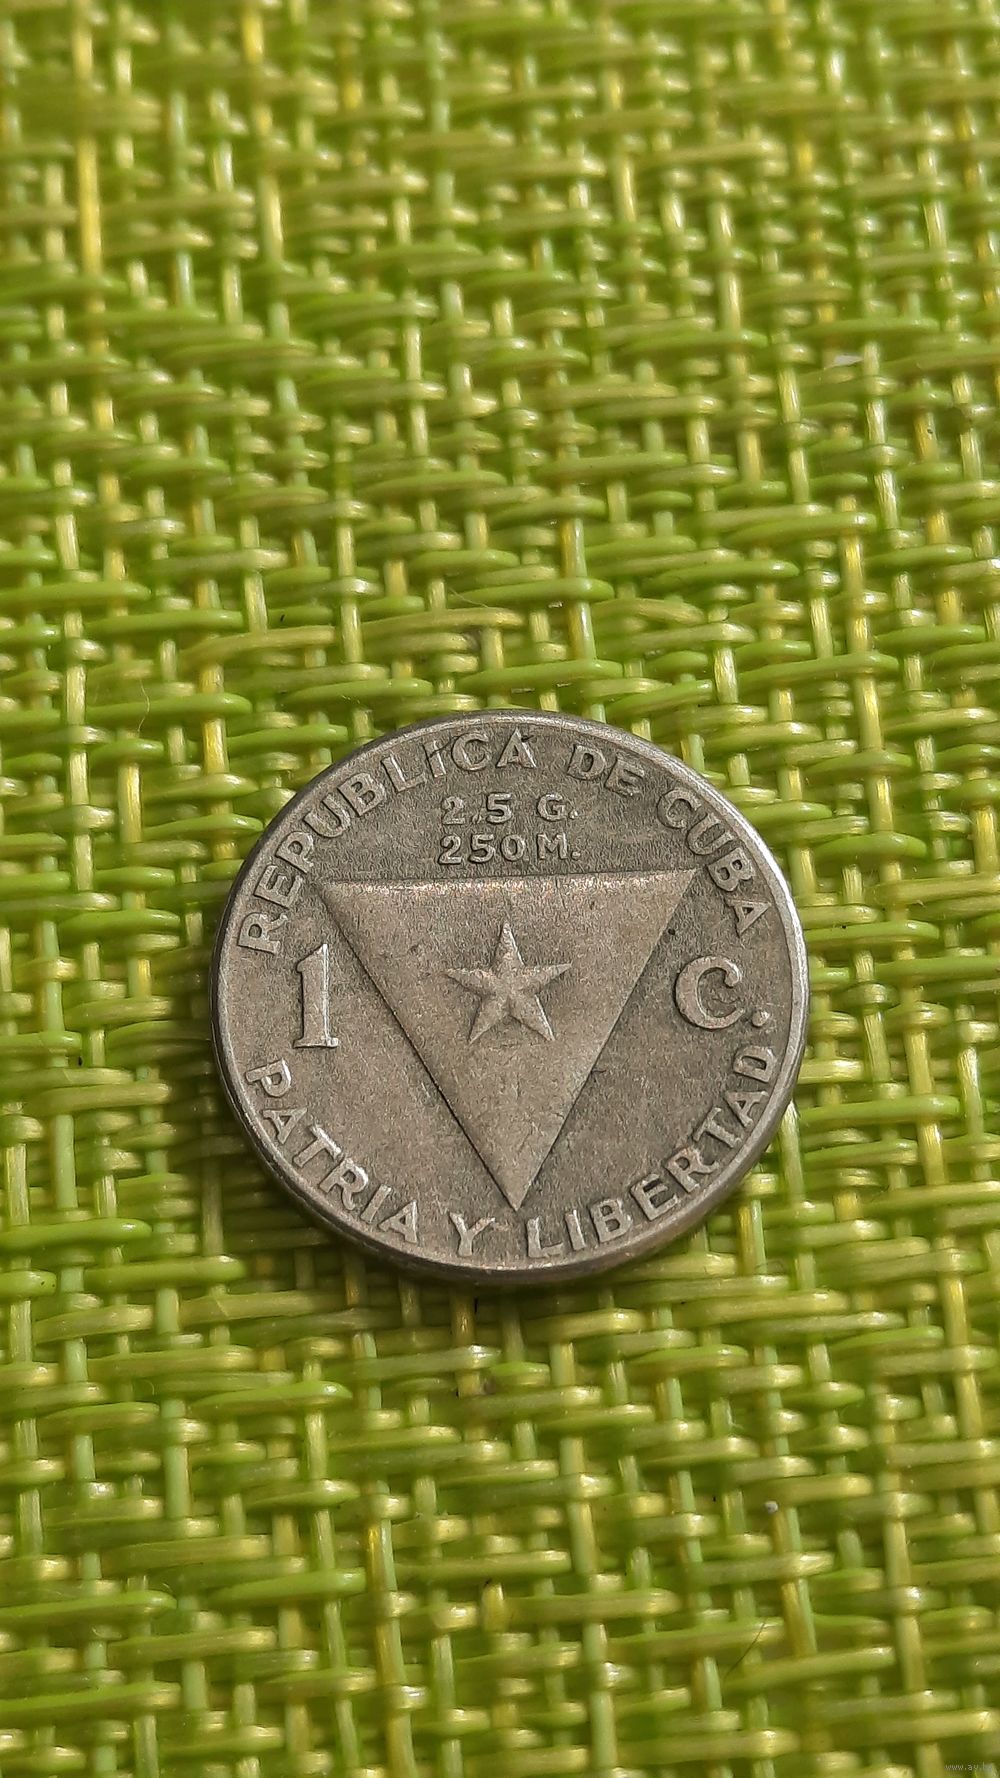 REPUBLICA DE CUBA
2.5 G.
250 M.
1 C.
PATRIA Y LIBERTAD